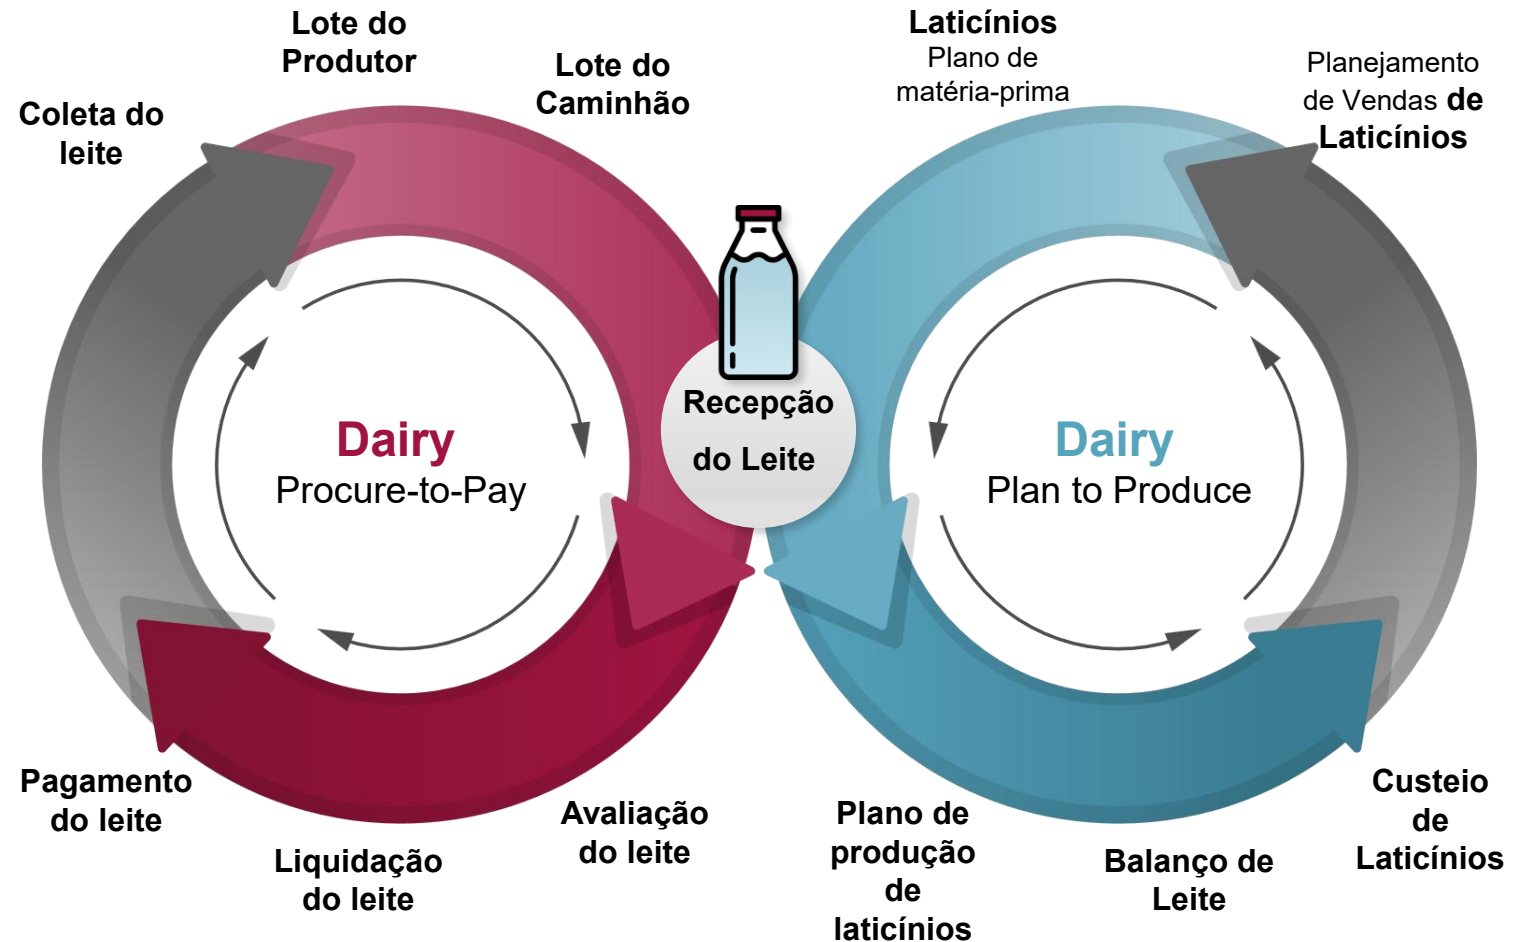 Lote do
Produtor
Lote do
Caminhão
Coleta do
leite
Laticínios
Plano de
matéria-prima
Planejamento
de Vendas de
Laticínios
Recepção
do Leite
Dairy
Procure-to-Pay
Dairy
Plan to Produce
Pagamento
do leite
Liquidação
do leite
Avaliação
do leite
Plano de
produção
de
laticínios
Balanço de
Leite
Custeio
de
Laticínios